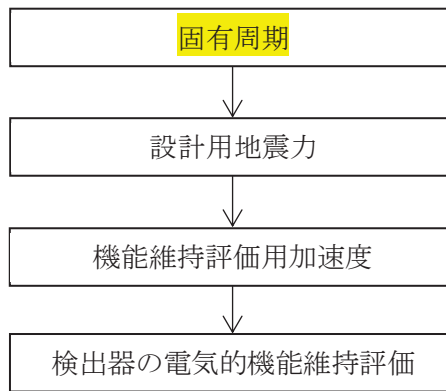 固有周期
設計用地震力
機能維持評価用加速度
検出器の電気的機能維持評価